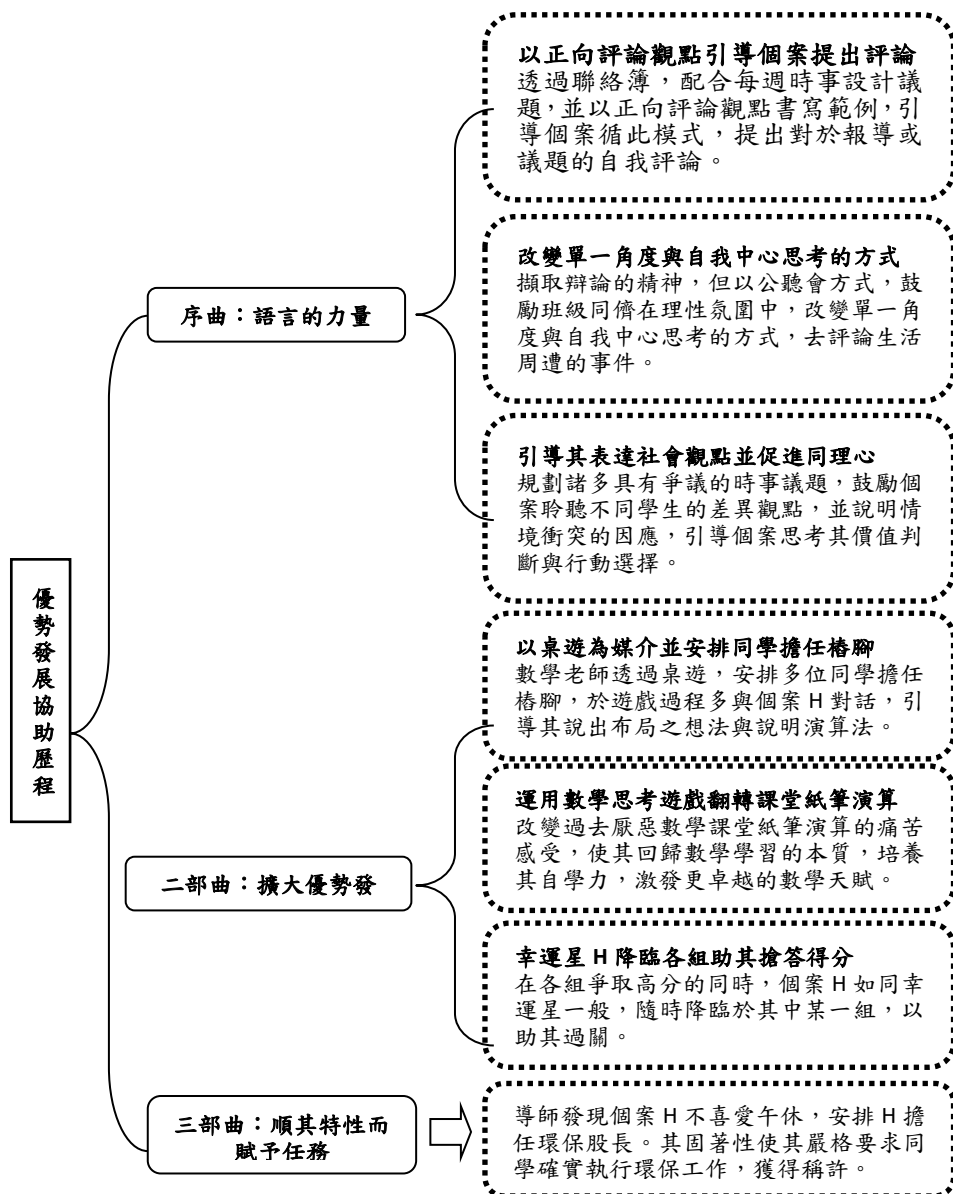 優勢發展協助歷程
序曲：語言的力量
以正向評論觀點引導個案提出評論
透過聯絡簿，配合每週時事設計議
題，並以正向評論觀點書寫範例，引
導個案循此模式，提出對於報導或
議題的自我評論。
改變單一角度與自我中心思考的方式
擷取辯論的精神，但以公聽會方式，鼓
勵班級同儕在理性氛圍中，改變單一角
度與自我中心思考的方式，去評論生活
周遭的事件。
引導其表達社會觀點並促進同理心
規劃諸多具有爭議的時事議題，鼓勵個
案聆聽不同學生的差異觀點，並說明情
境衝突的因應，引導個案思考其價值判
斷與行動選擇。
二部曲：擴大優勢發
以桌遊為媒介並安排同學擔任樁腳
數學老師透過桌遊，安排多位同學擔任
樁腳，於遊戲過程多與個案 H 對話，引
導其說出布局之想法與說明演算法。
運用數學思考遊戲翻轉課堂紙筆演算
改變過去厭惡數學課堂紙筆演算的痛苦
感受，使其回歸數學學習的本質，培養
其自學力，激發更卓越的數學天賦。
幸運星 H 降臨各組助其搶答得分
在各組爭取高分的同時，個案 H 如同幸
運星一般，隨時降臨於其中某一組，以
助其過關。
三部曲：順其特性而
賦予任務
導師發現個案 H 不喜愛午休，安排 H 擔
任環保股長。其固著性使其嚴格要求同
學確實執行環保工作，獲得稱許。